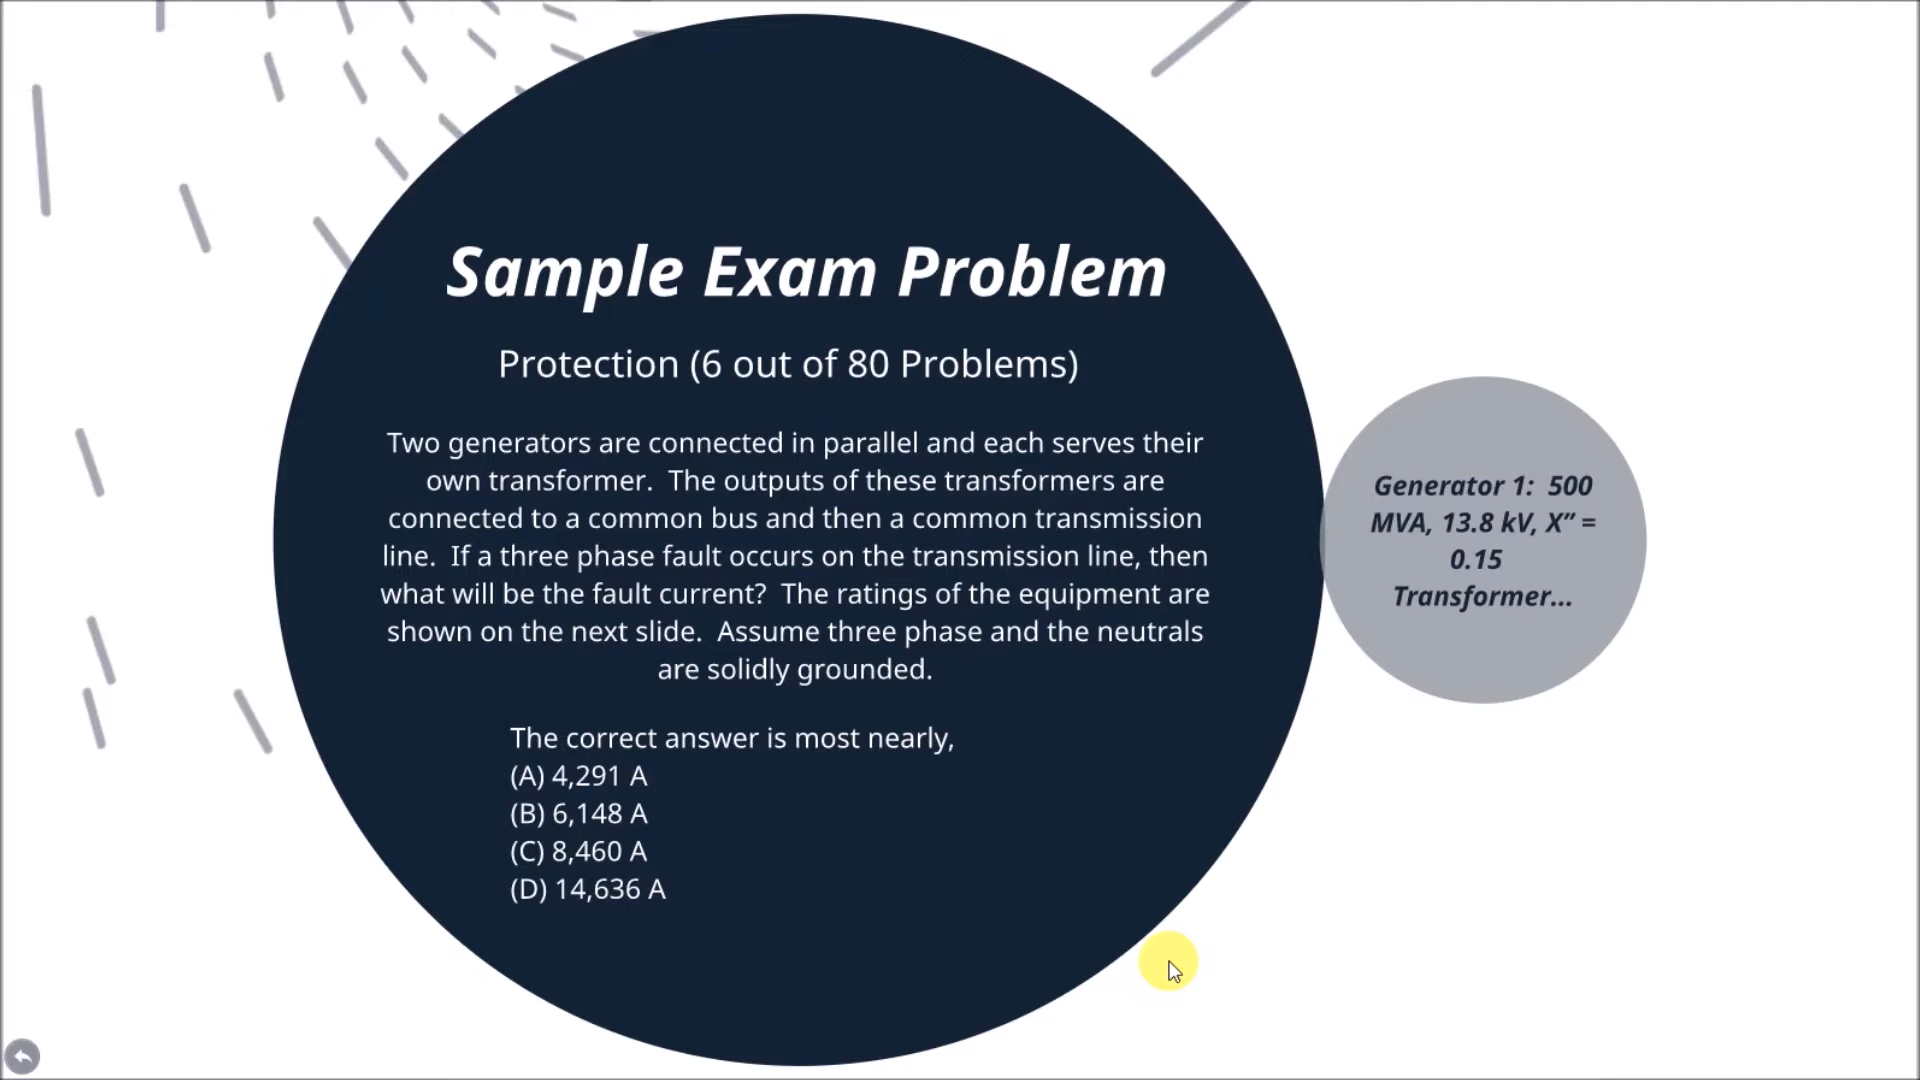 Sample Exam Problem
Protection (6 out of 80 Problems)
Two generators are connected in parallel and each serves their
own transformer.  The outputs of these transformers are
connected to a common bus and then a common transmission
line.  If a three phase fault occurs on the transmission line, then
what will be the fault current?  The ratings of the equipment are
shown on the next slide.  Assume three phase and the neutrals
are solidly grounded.
The correct answer is most nearly,
(A) 4,291 A
(B) 6,148 A
(C) 8,460 A
(D) 14,636 A
Generator 1:  500
MVA, 13.8 kV, X” =
0.15
Transformer...